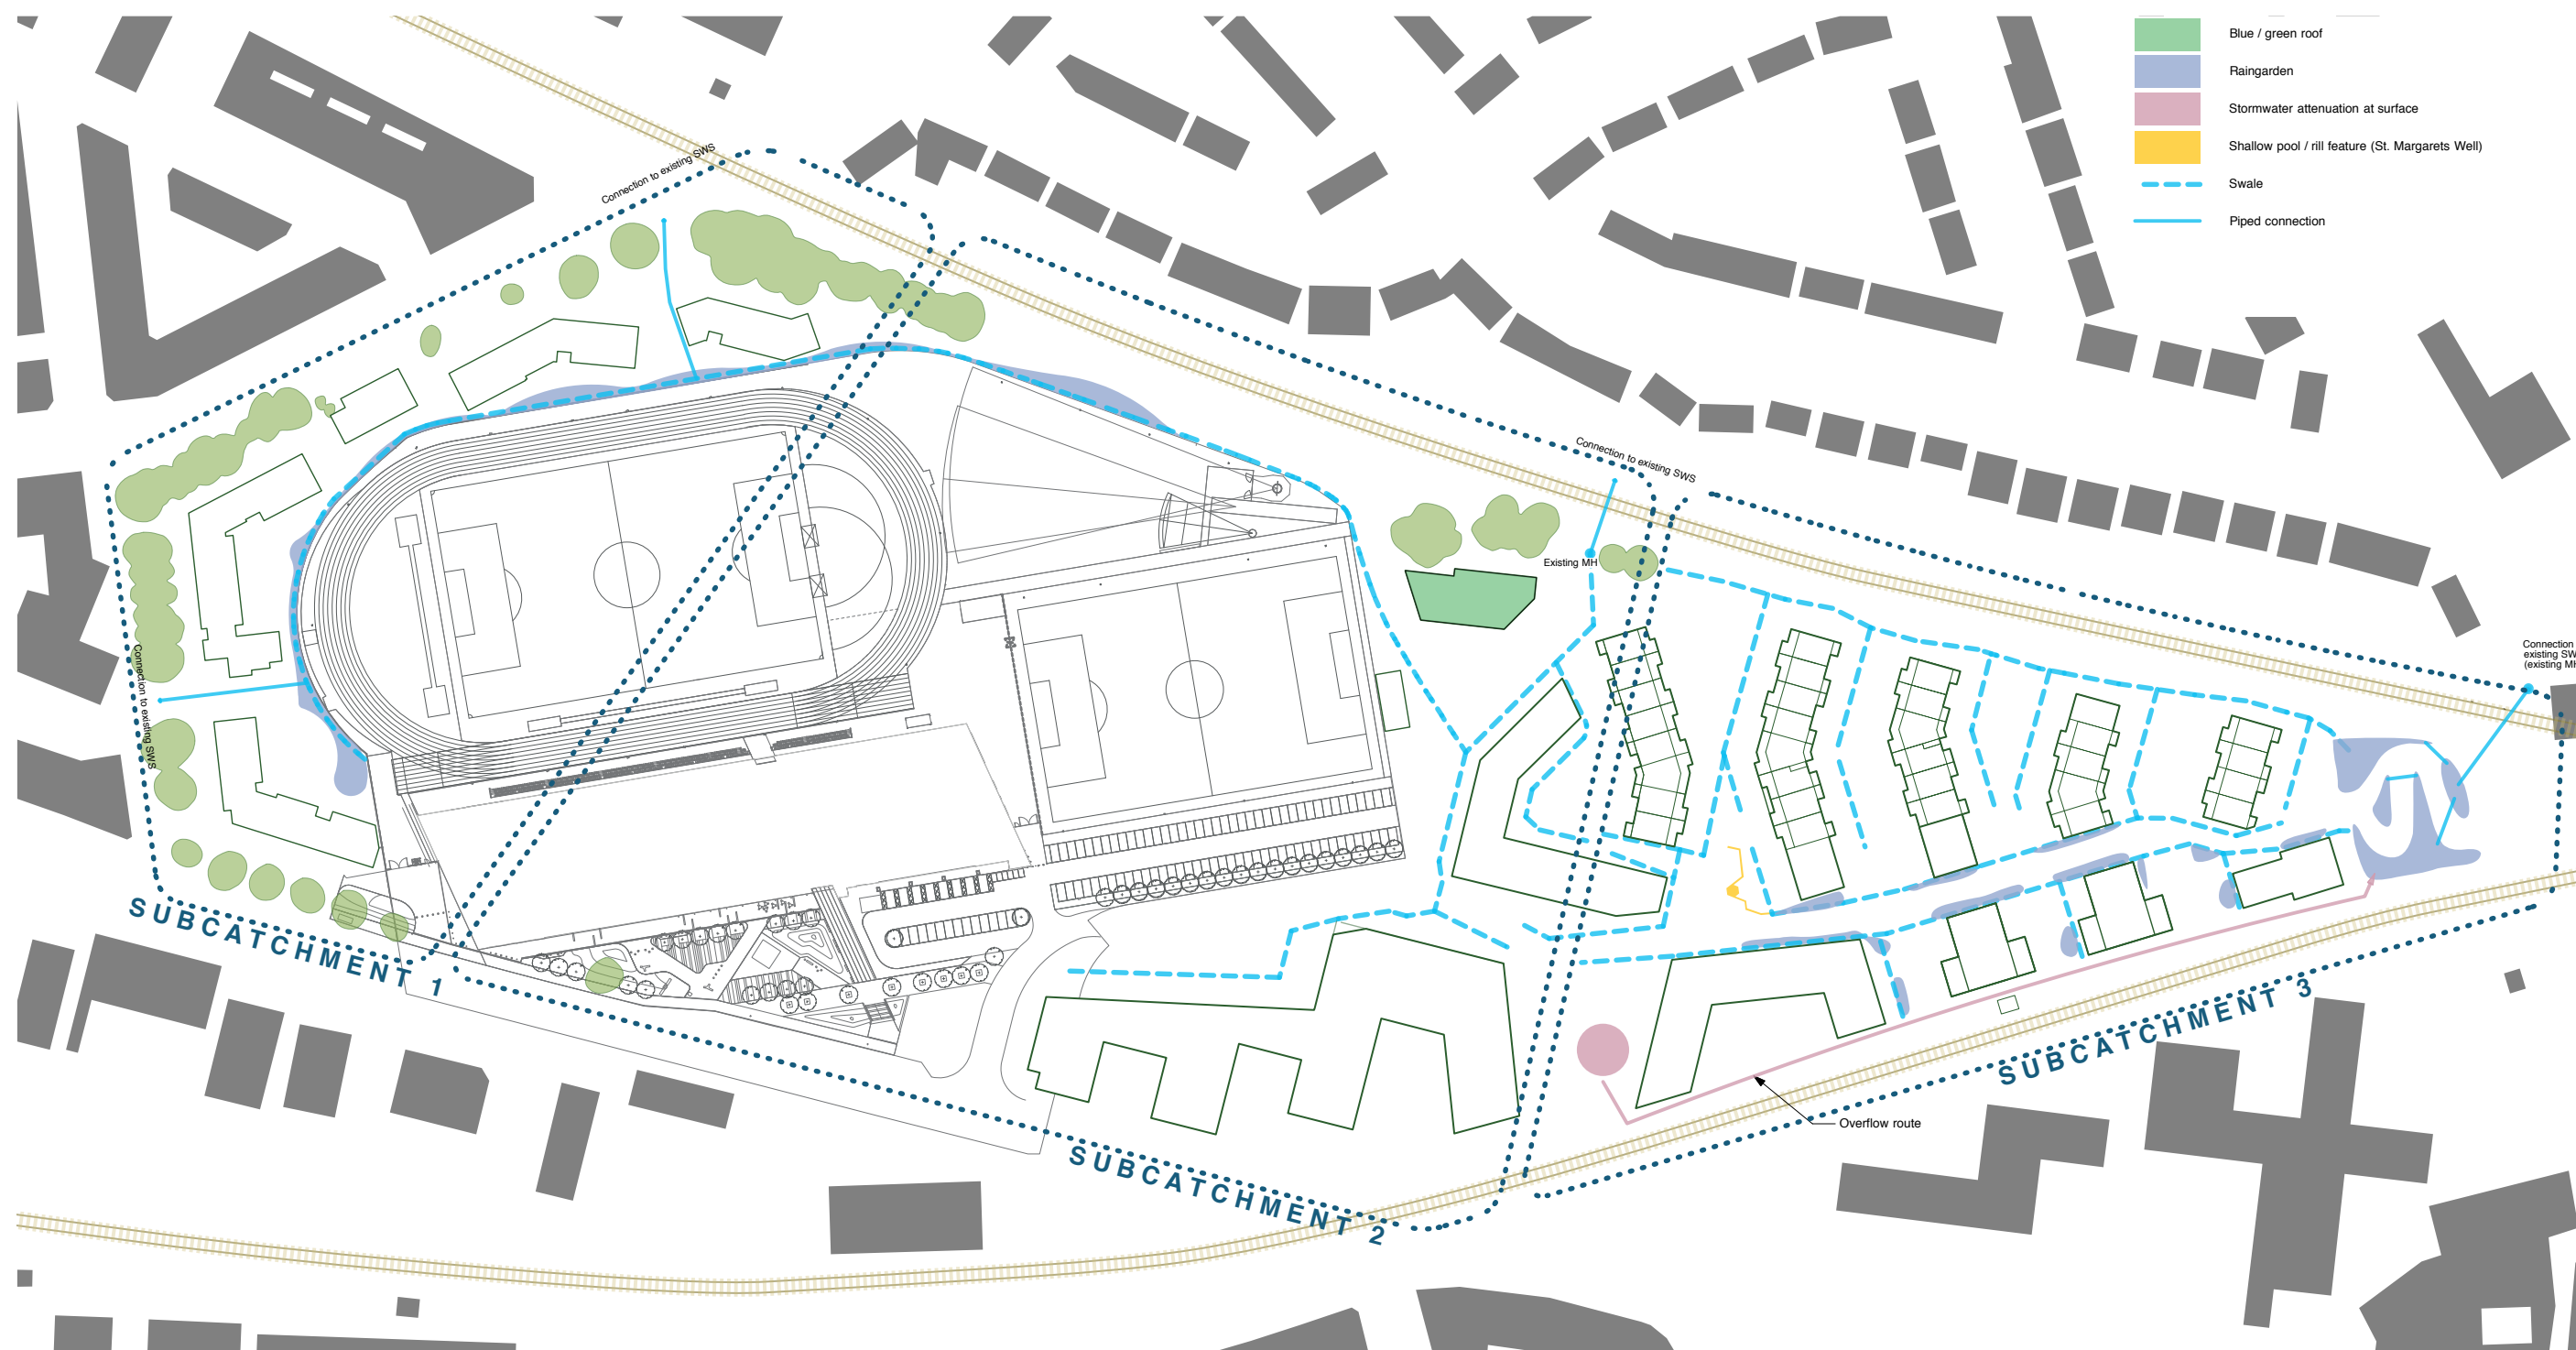 Blue / green roof
Raingarden
Stormwater attenuation at surface
Shallow pool / rill feature (St. Margarets Well)
Swale
Piped connection
Connection to existing SWS
Connection to existing SWS
Existing MH
Connection
existing SW
(existing MH
Connection to existing SWS
SUBCATCHMENT 1
SUBCATCHMENT 2
SUBCATCHMENT 3
Overflow route